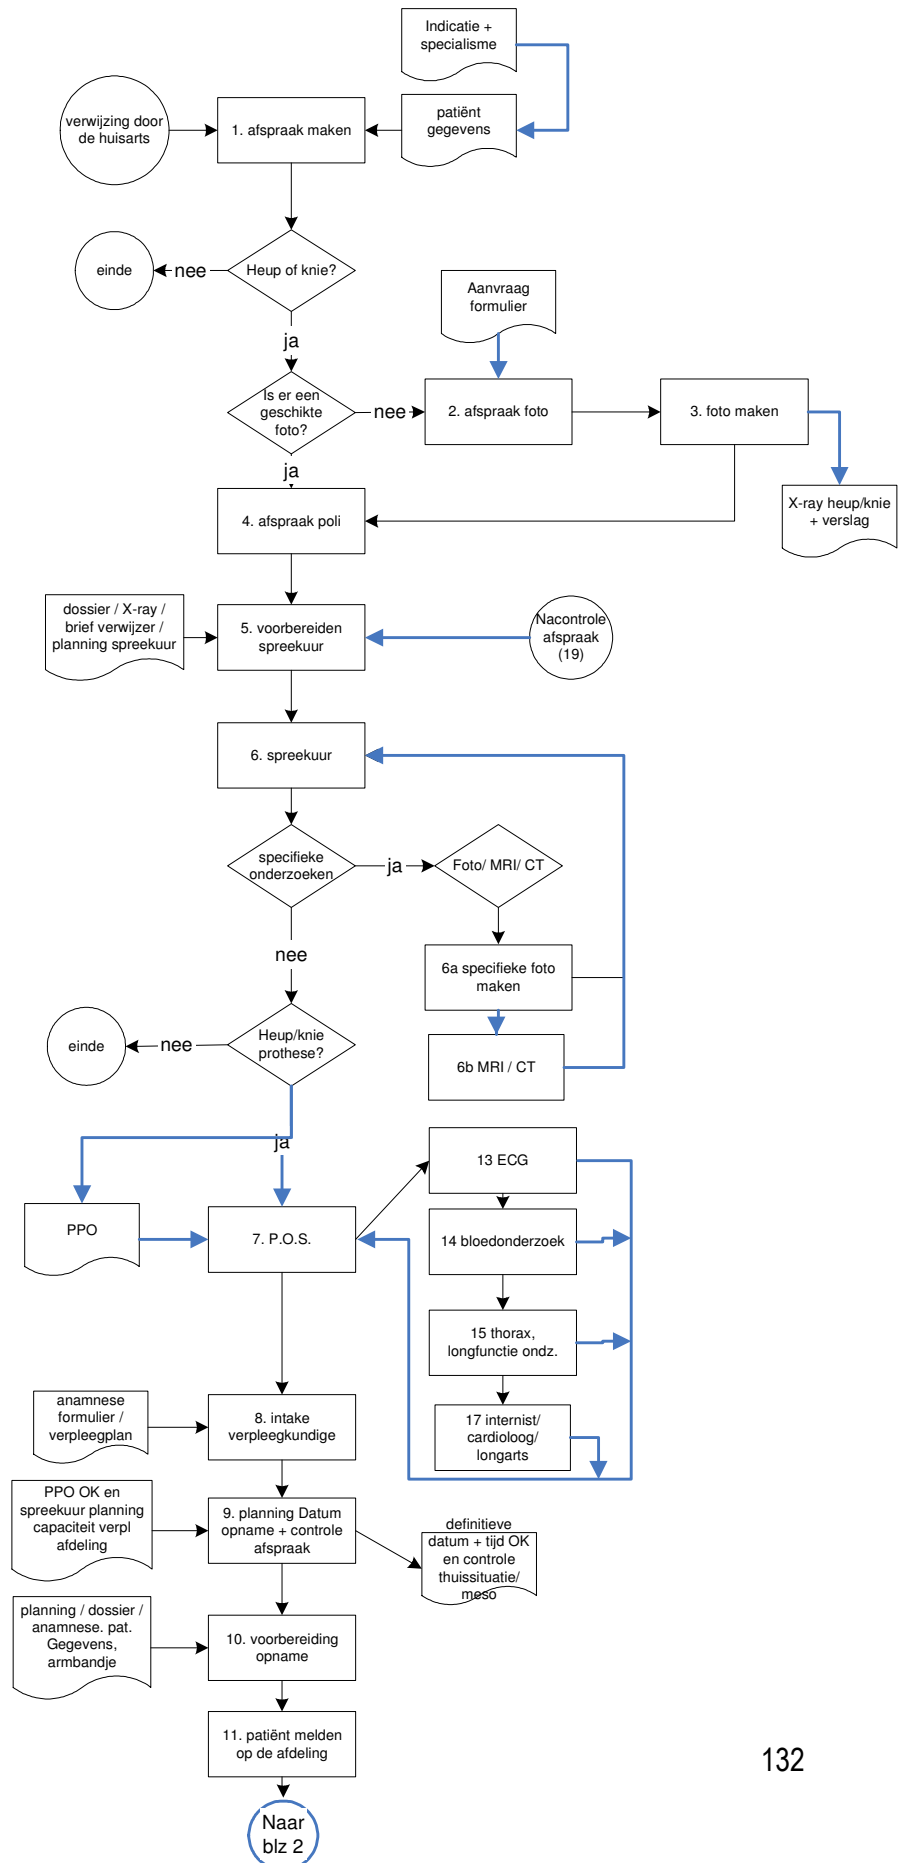 Indicatie +
specialisme
verwijzing door
de huisarts
1. afspraak maken
patiënt
gegevens
einde
nee
Heup of knie?
Aanvraag
formulier
ja
Is er een
geschikte
foto?
nee
2. afspraak foto
3. foto maken
ja
4. afspraak poli
X-ray heup/knie
+ verslag
dossier / X-ray /
brief verwijzer /
planning spreekuur
5. voorbereiden
spreekuur
Nacontrole
afspraak
(19)
6. spreekuur
specifieke
onderzoeken
ja
Foto/ MRI/ CT
nee
6a specifieke foto
maken
einde
nee
Heup/knie
prothese?
6b MRI / CT
ja
13 ECG
PPO
7. P.O.S.
14 bloedonderzoek
15 thorax,
longfunctie ondz.
anamnese
formulier /
verpleegplan
8. intake
verpleegkundige
17 internist/
cardioloog/
longarts
PPO OK en
spreekuur planning
capaciteit verpl
afdeling
9. planning Datum
opname + controle
afspraak
definitieve
datum + tijd OK
en controle
thuissituatie/
meso
planning / dossier /
anamnese. pat.
Gegevens,
armbandje
10. voorbereiding
opname
11. patiënt melden
op de afdeling
132
Naar
blz 2